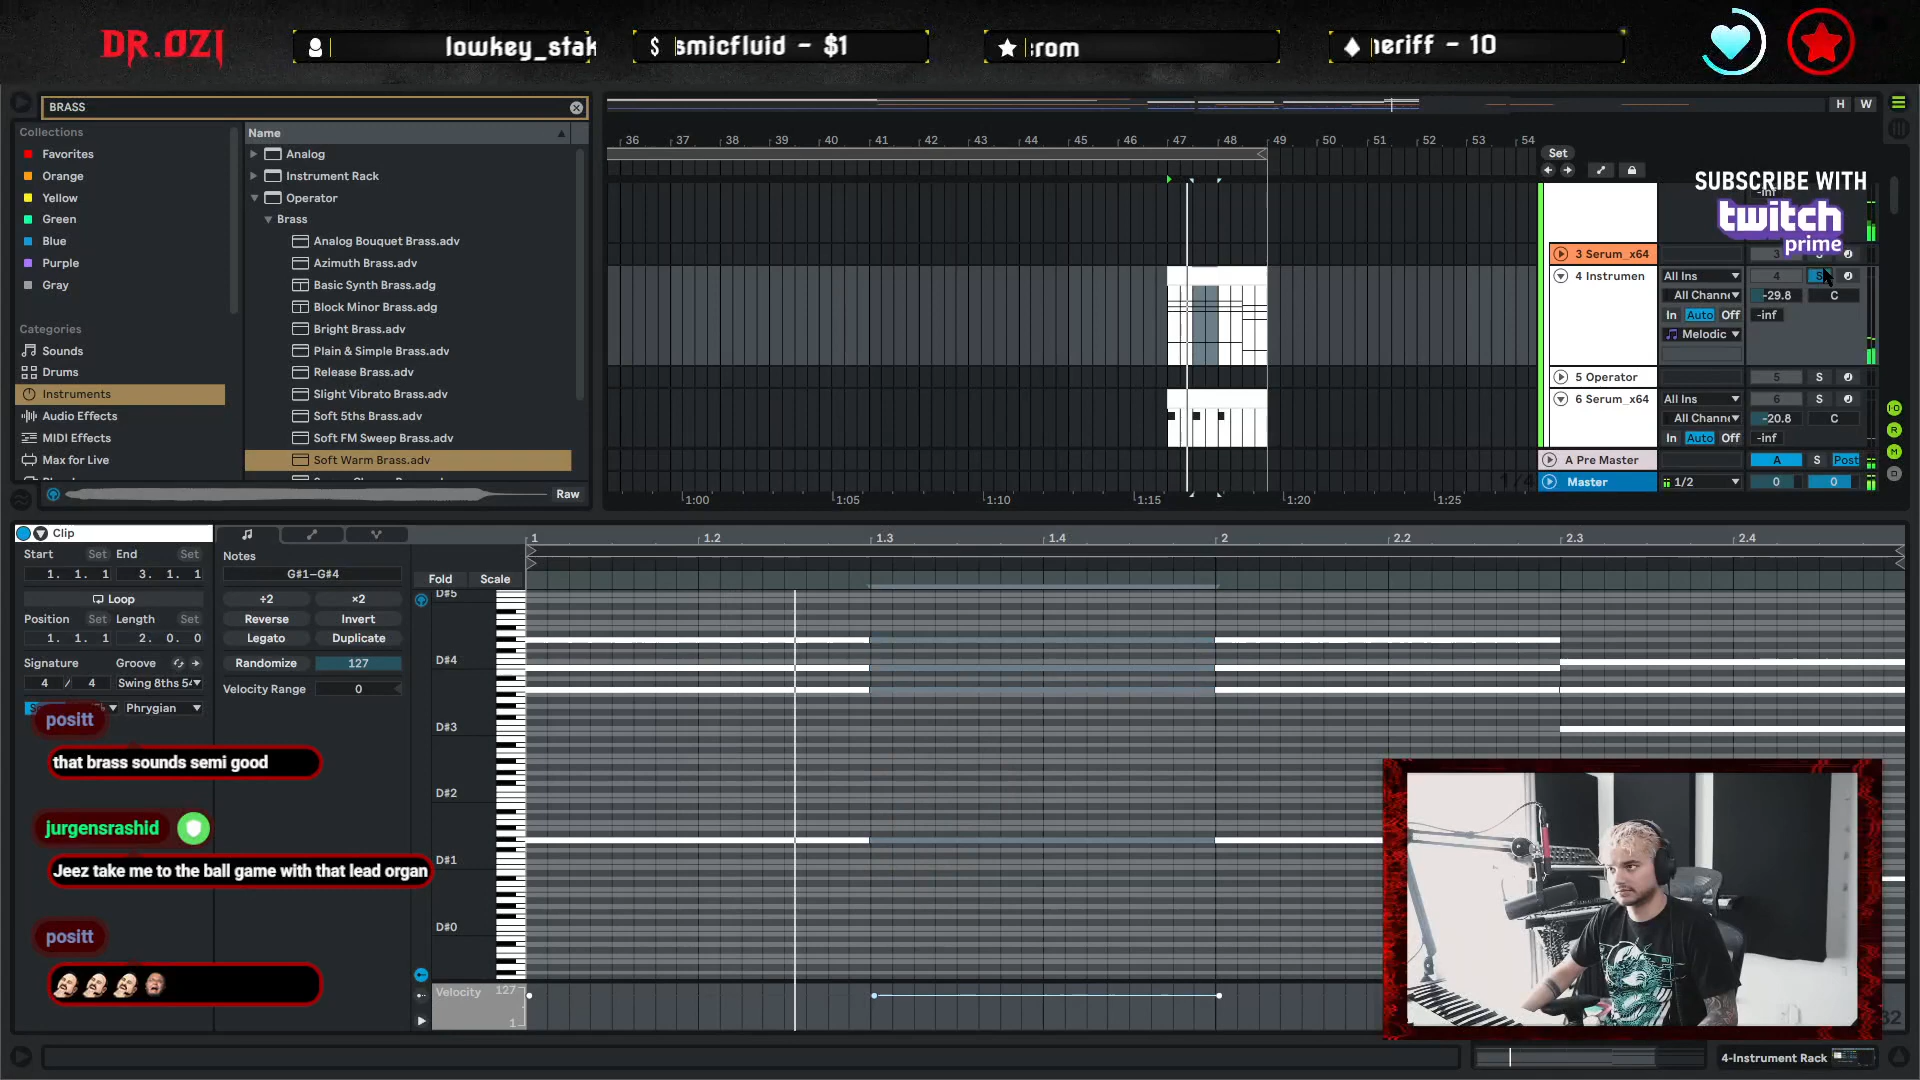 DR.OZI
lowkey_stak
$ smicfluid - $1
rom
heriff - 10
BRASS
Collections
Favorites
Orange
Yellow
Green
Blue
Purple
Gray
Categories
Sounds
Drums
Instruments
Audio Effects
MIDI Effects
Max for Live
Name
Analog
Instrument Rack
Operator
Brass
Analog Bouquet Brass.adv
Azimuth Brass.adv
Basic Synth Brass.adg
Block Minor Brass.adg
Bright Brass.adv
Plain & Simple Brass.adv
Release Brass.adv
Slight Vibrato Brass.adv
Soft 5ths Brass.adv
Soft FM Sweep Brass.adv
Soft Warm Brass.adv
Raw
H W
36 37 38 39 40 41 42 43 44 45 46 47 48 49 50 51 52 53 54
Set
1:00 1:05 1:10 1:15 1:20 1:25
SUBSCRIBE WITH
twitch
prime
3 Serum_x64 3 S
4 Instrumen All Ins 4 S
All Channe -29.8 C
In Auto Off -inf
Melodic
5 Operator 5 S
6 Serum_x64 All Ins 6 S
All Channe -20.8 C
In Auto Off -inf
A Pre Master A S Post
Master 1/2 0 0
Clip
Start Set End Set
1. 1. 1 3. 1. 1
Loop
Position Set Length Set
1. 1. 1 2. 0. 0
Signature Groove
4 / 4 Swing 8ths 54
Phrygian
Notes
G#1–G#4
÷2 ×2
Reverse Invert
Legato Duplicate
Randomize 127
Velocity Range 0
Fold Scale
1 1.2 1.3 1.4 2 2.2 2.3 2.4
D#5
D#4
D#3
D#2
D#1
D#0
Velocity 127
1
positt
that brass sounds semi good
jurgensrashid
Jeez take me to the ball game with that lead organ
positt
4-Instrument Rack